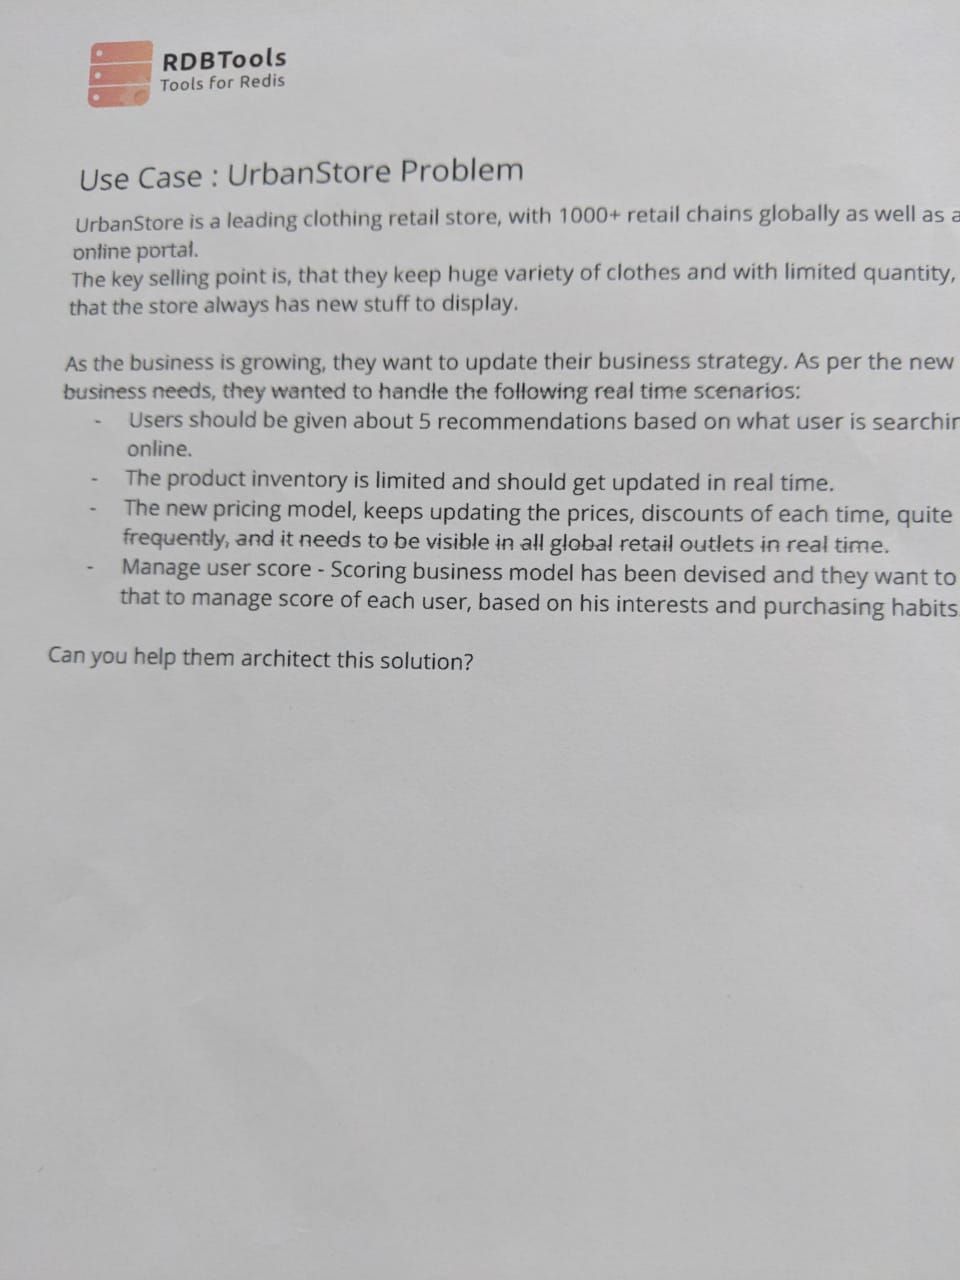 RDBTools
Tools for Redis
Use Case : UrbanStore Problem
UrbanStore is a leading clothing retail store, with 1000+ retail chains globally as well as a
online portal.
The key selling point is, that they keep huge variety of clothes and with limited quantity,
that the store always has new stuff to display.
As the business is growing, they want to update their business strategy. As per the new
business needs, they wanted to handle the following real time scenarios:
- Users should be given about 5 recommendations based on what user is searchin
online.
- The product inventory is limited and should get updated in real time.
- The new pricing model, keeps updating the prices, discounts of each time, quite
frequently, and it needs to be visible in all global retail outlets in real time.
- Manage user score - Scoring business model has been devised and they want to
that to manage score of each user, based on his interests and purchasing habits
Can you help them architect this solution?